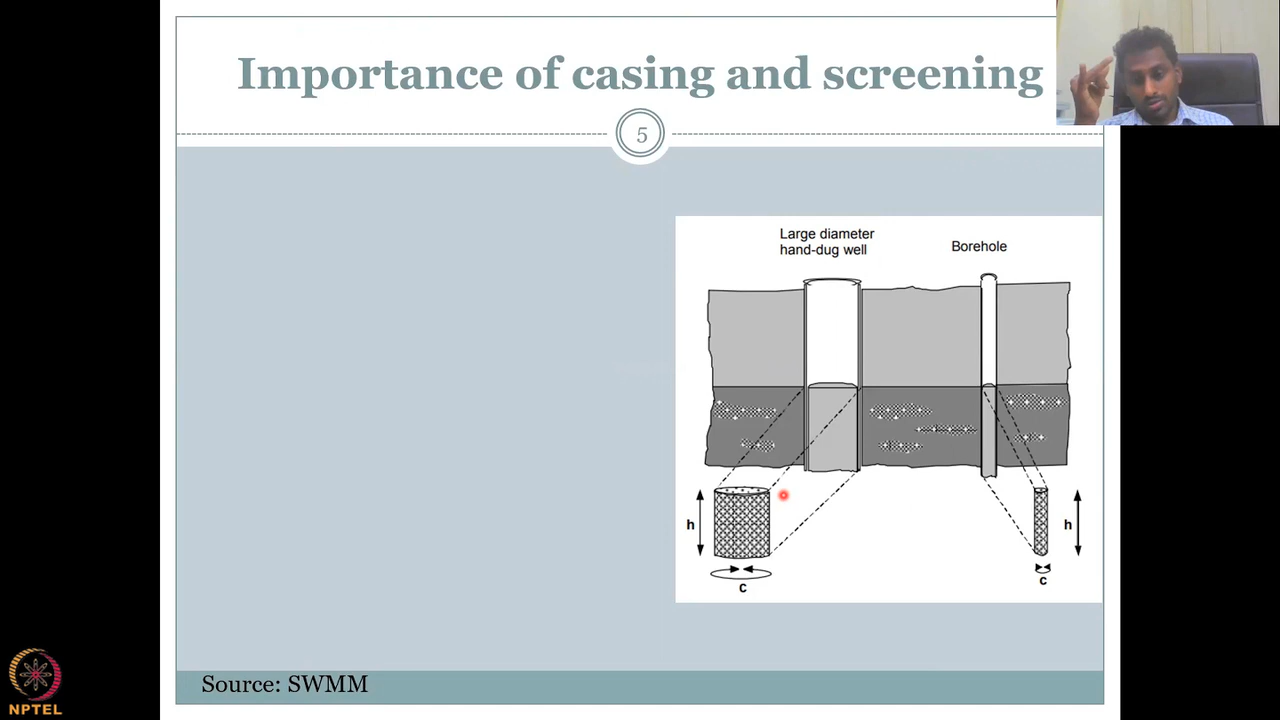 Importance of casing and screening
5
Large diameter
hand-dug well
Borehole
h
h
c
c
Source: SWMM
NPTEL